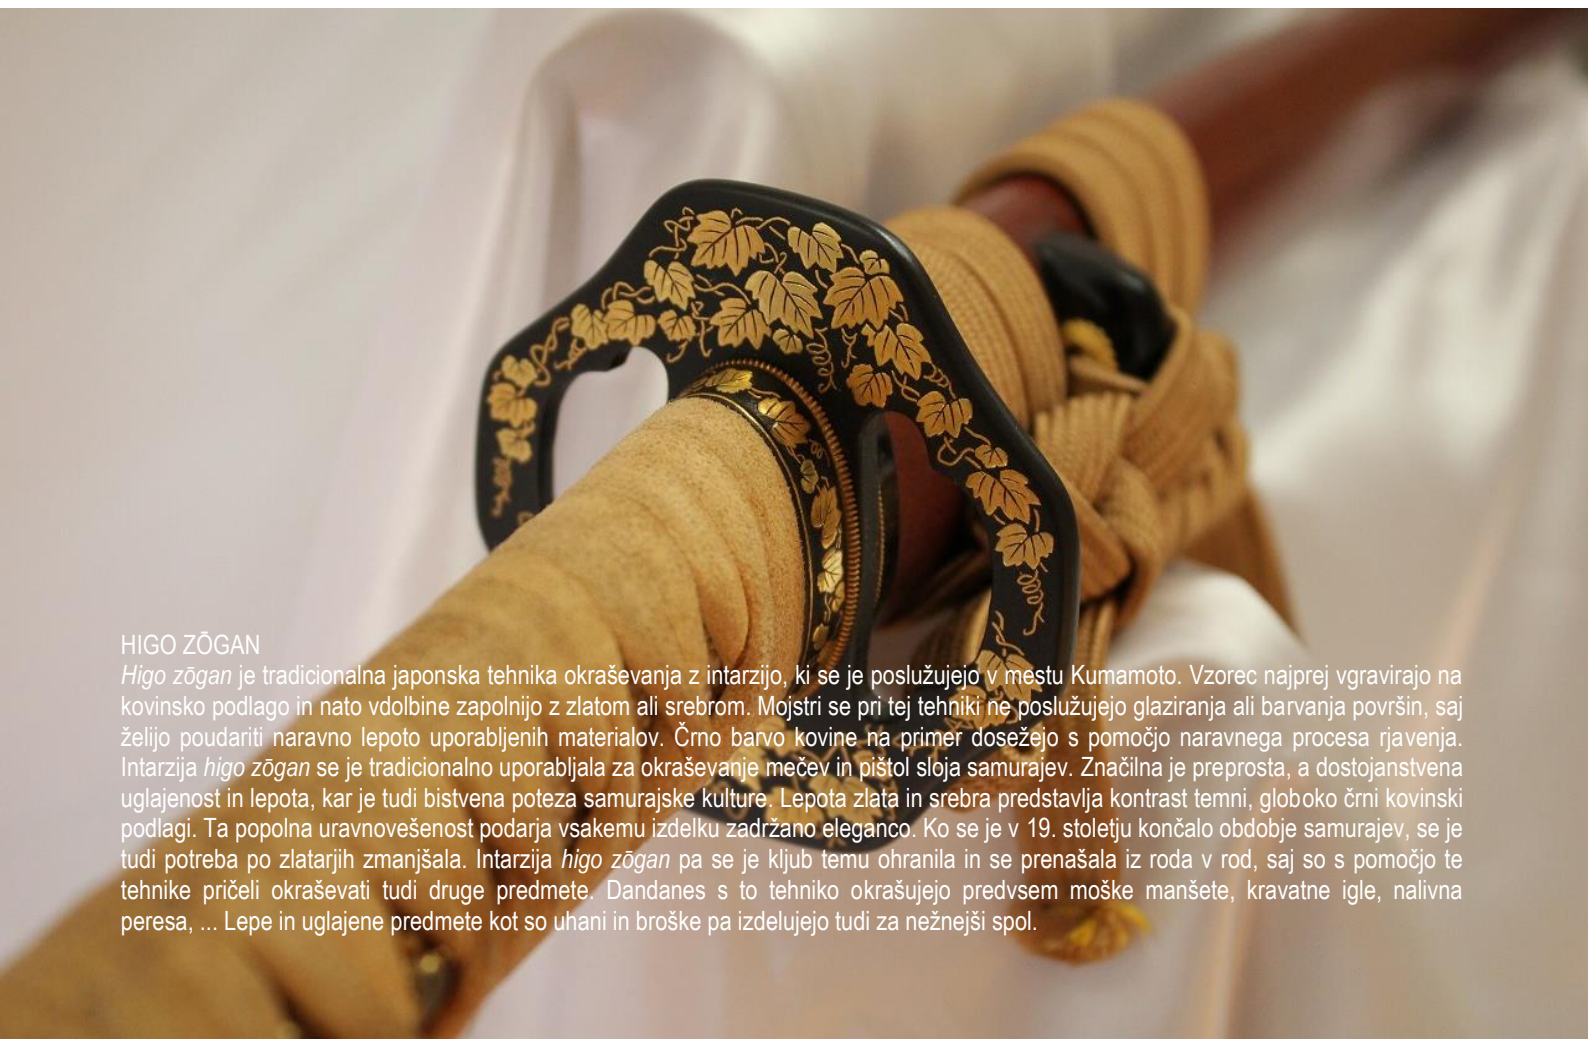 HIGO ZŌGAN
Higo zōgan je tradicionalna japonska tehnika okraševanja z intarzijo, ki se je poslužujejo v mestu Kumamoto. Vzorec najprej vgravirajo na
kovinsko podlago in nato vdolbine zapolnijo z zlatom ali srebrom. Mojstri se pri tej tehniki ne poslužujejo glaziranja ali barvanja površin, saj
želijo poudariti naravno lepoto uporabljenih materialov. Črno barvo kovine na primer dosežejo s pomočjo naravnega procesa rjavenja.
Intarzija higo zōgan se je tradicionalno uporabljala za okraševanje mečev in pištol sloja samurajev. Značilna je preprosta, a dostojanstvena
uglajenost in lepota, kar je tudi bistvena poteza samurajske kulture. Lepota zlata in srebra predstavlja kontrast temni, globoko črni kovinski
podlagi. Ta popolna uravnovešenost podarja vsakemu izdelku zadržano eleganco. Ko se je v 19. stoletju končalo obdobje samurajev, se je
tudi potreba po zlatarjih zmanjšala. Intarzija higo zōgan pa se je kljub temu ohranila in se prenašala iz roda v rod, saj so s pomočjo te
tehnike pričeli okraševati tudi druge predmete. Dandanes s to tehniko okrašujejo predvsem moške manšete, kravatne igle, nalivna
peresa, ... Lepe in uglajene predmete kot so uhani in broške pa izdelujejo tudi za nežnejši spol.